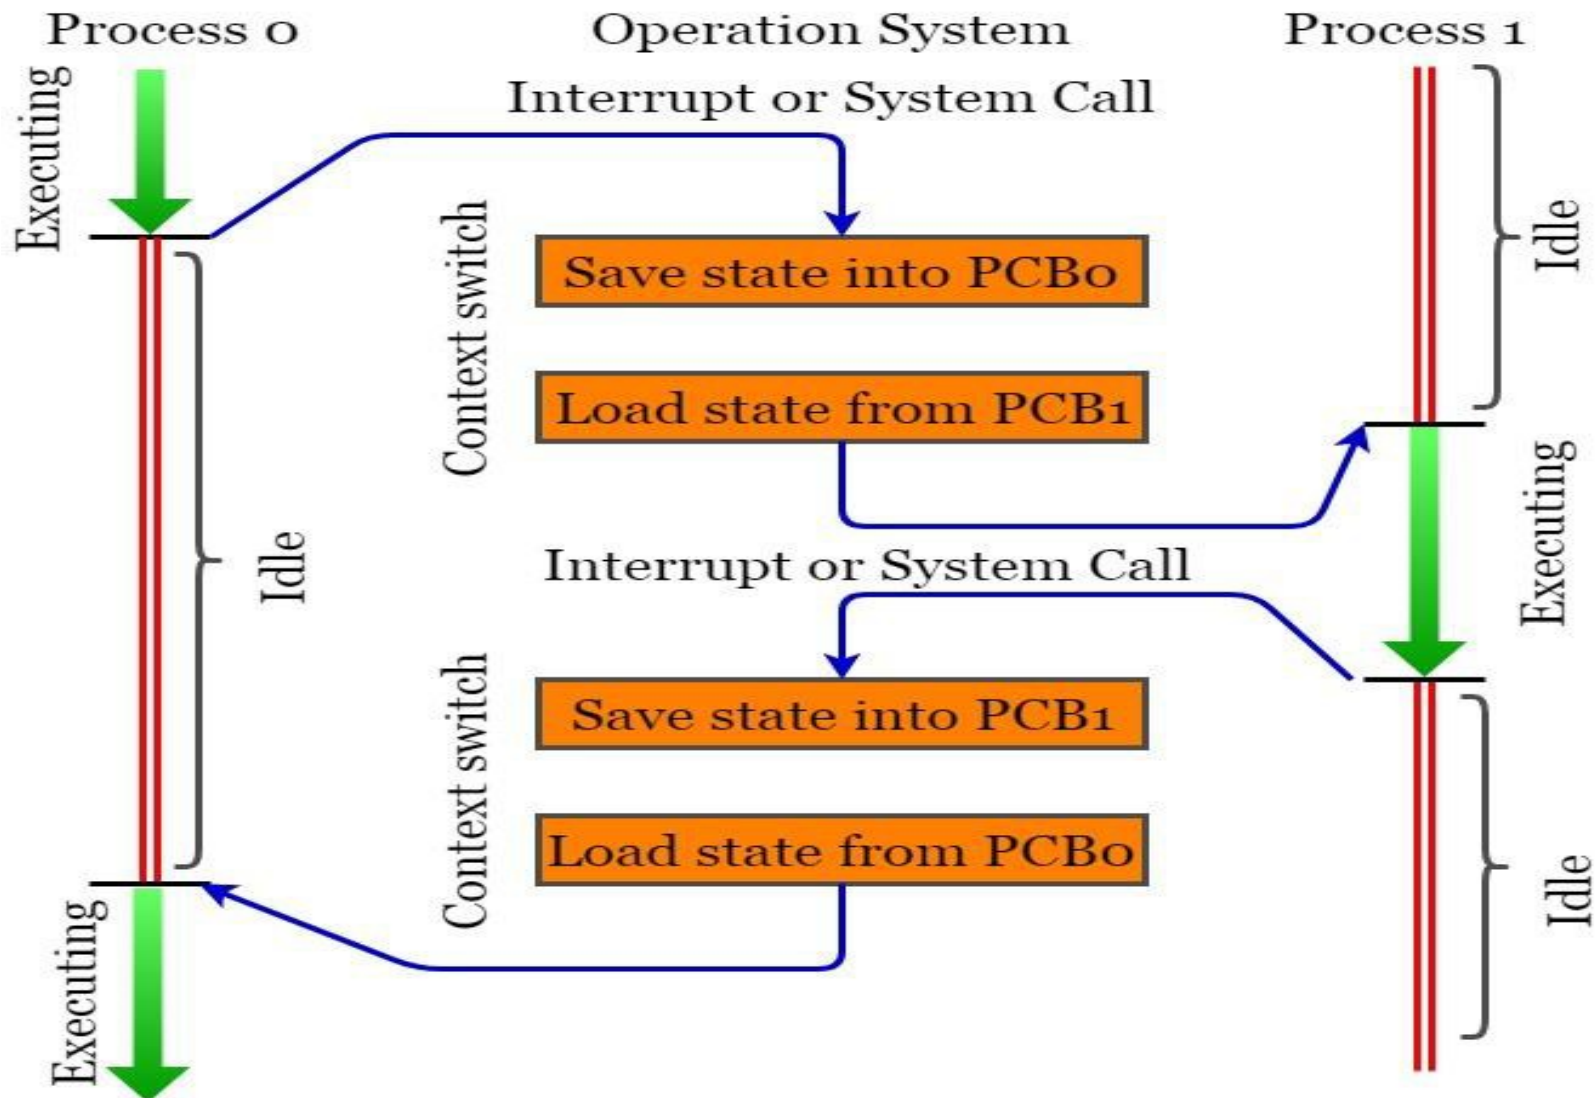 Process 0
Operation System
Process 1
Executing
Interrupt or System Call
Idle
Context switch
Save state into PCB0
Load state from PCB1
Idle
Executing
Interrupt or System Call
Context switch
Save state into PCB1
Load state from PCB0
Idle
Executing